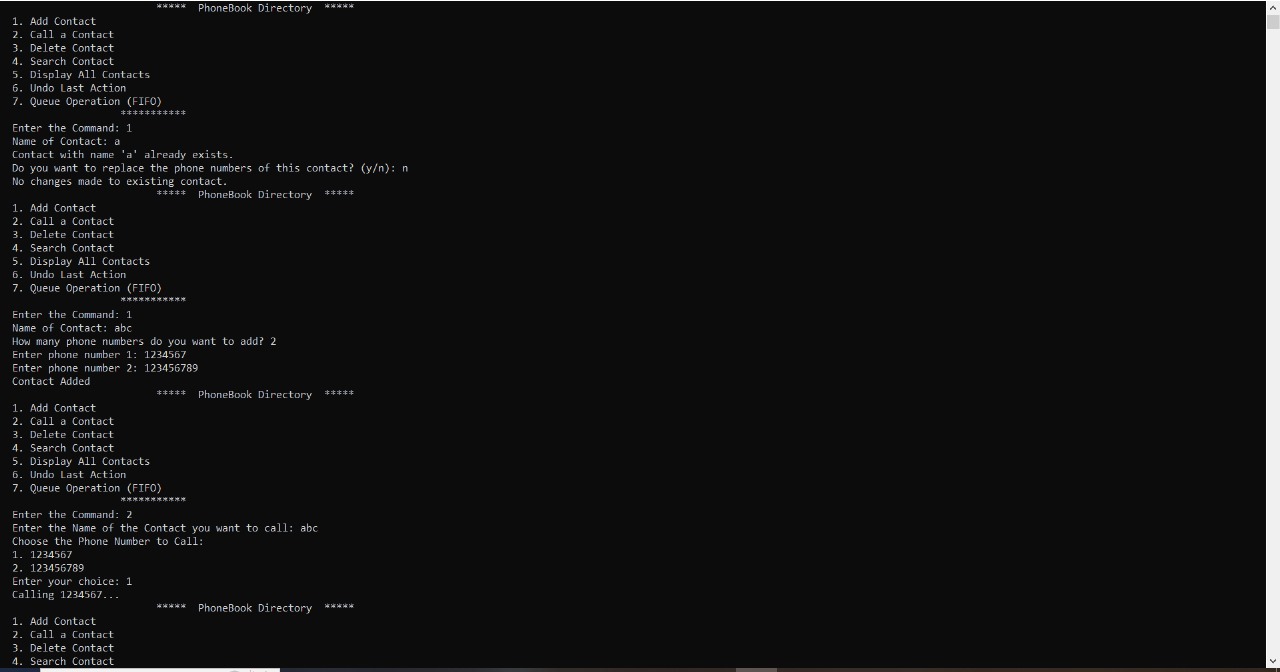 ***** PhoneBook Directory *****
1. Add Contact
2. Call a Contact
3. Delete Contact
4. Search Contact
5. Display All Contacts
6. Undo Last Action
7. Queue Operation (FIFO)
***********
Enter the Command: 1
Name of Contact: a
Contact with name 'a' already exists.
Do you want to replace the phone numbers of this contact? (y/n): n
No changes made to existing contact.
***** PhoneBook Directory *****
1. Add Contact
2. Call a Contact
3. Delete Contact
4. Search Contact
5. Display All Contacts
6. Undo Last Action
7. Queue Operation (FIFO)
***********
Enter the Command: 1
Name of Contact: abc
How many phone numbers do you want to add? 2
Enter phone number 1: 1234567
Enter phone number 2: 123456789
Contact Added
***** PhoneBook Directory *****
1. Add Contact
2. Call a Contact
3. Delete Contact
4. Search Contact
5. Display All Contacts
6. Undo Last Action
7. Queue Operation (FIFO)
***********
Enter the Command: 2
Enter the Name of the Contact you want to call: abc
Choose the Phone Number to Call:
1. 1234567
2. 123456789
Enter your choice: 1
Calling 1234567...
***** PhoneBook Directory *****
1. Add Contact
2. Call a Contact
3. Delete Contact
4. Search Contact